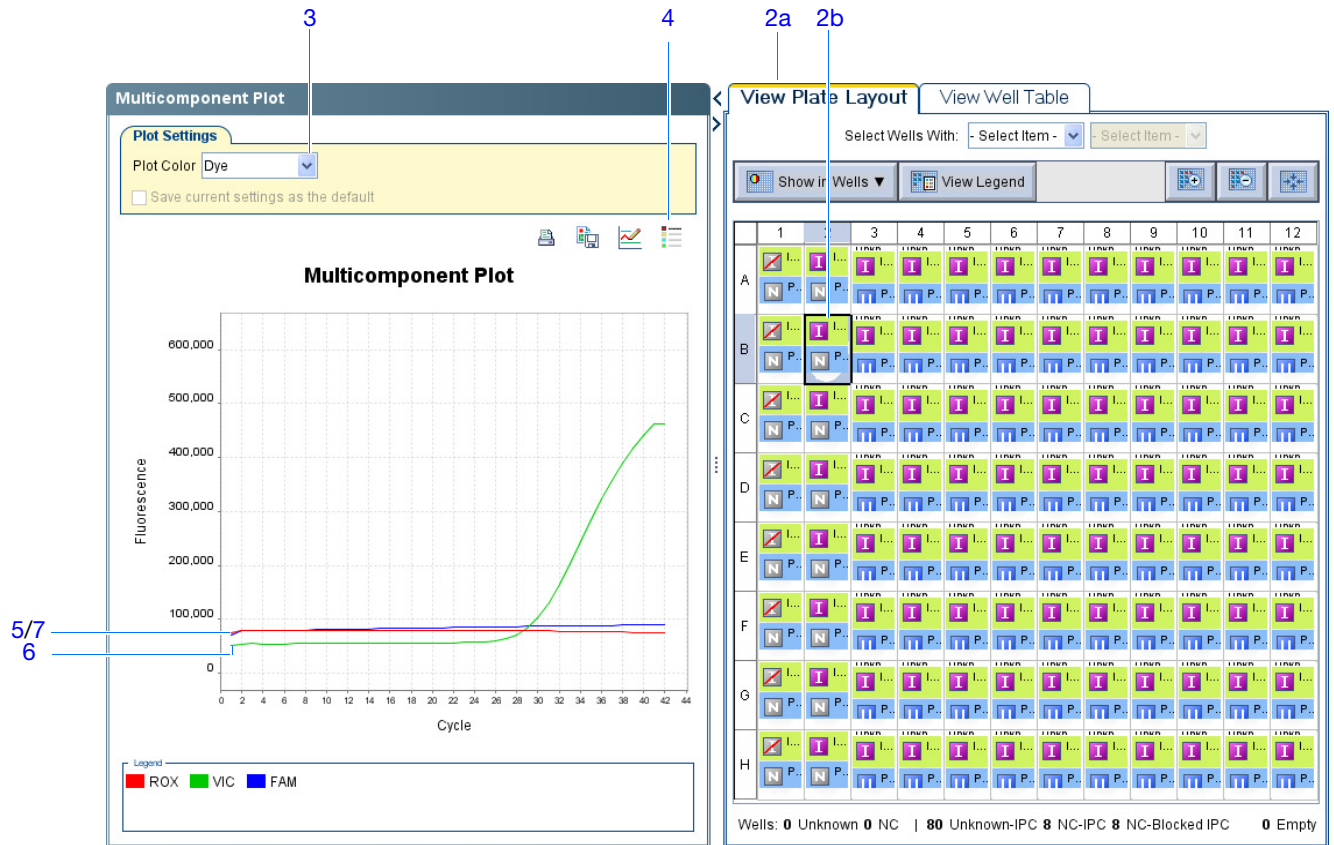 3 4 2a 2b
Multicomponent Plot
Plot Settings
Plot Color Dye
Save current settings as the default
Multicomponent Plot
600,000
500,000
400,000
300,000
200,000
100,000
0
Fluorescence
5/7
6
0 2 4 6 8 10 12 14 16 18 20 22 24 26 28 30 32 34 36 38 40 42 44
Cycle
Legend
ROX VIC FAM
View Plate Layout View Well Table
Select Wells With: - Select Item - - Select Item -
Show in Wells ▼ View Legend
1 2 3 4 5 6 7 8 9 10 11 12
A I... I... I... I... I... I... I... I... I... I... I... I...
N P.. N P.. P.. P.. P.. P.. P.. P.. P.. P.. P.. P..
B I... I... I... I... I... I... I... I... I... I... I... I...
N P.. N P.. P.. P.. P.. P.. P.. P.. P.. P.. P.. P..
C I... I... I... I... I... I... I... I... I... I... I... I...
N P.. N P.. P.. P.. P.. P.. P.. P.. P.. P.. P.. P..
D I... I... I... I... I... I... I... I... I... I... I... I...
N P.. N P.. P.. P.. P.. P.. P.. P.. P.. P.. P.. P..
E I... I... I... I... I... I... I... I... I... I... I... I...
N P.. N P.. P.. P.. P.. P.. P.. P.. P.. P.. P.. P..
F I... I... I... I... I... I... I... I... I... I... I... I...
N P.. N P.. P.. P.. P.. P.. P.. P.. P.. P.. P.. P..
G I... I... I... I... I... I... I... I... I... I... I... I...
N P.. N P.. P.. P.. P.. P.. P.. P.. P.. P.. P.. P..
H I... I... I... I... I... I... I... I... I... I... I... I...
N P.. N P.. P.. P.. P.. P.. P.. P.. P.. P.. P.. P..
Wells: 0 Unknown 0 NC | 80 Unknown-IPC 8 NC-IPC 8 NC-Blocked IPC 0 Empty